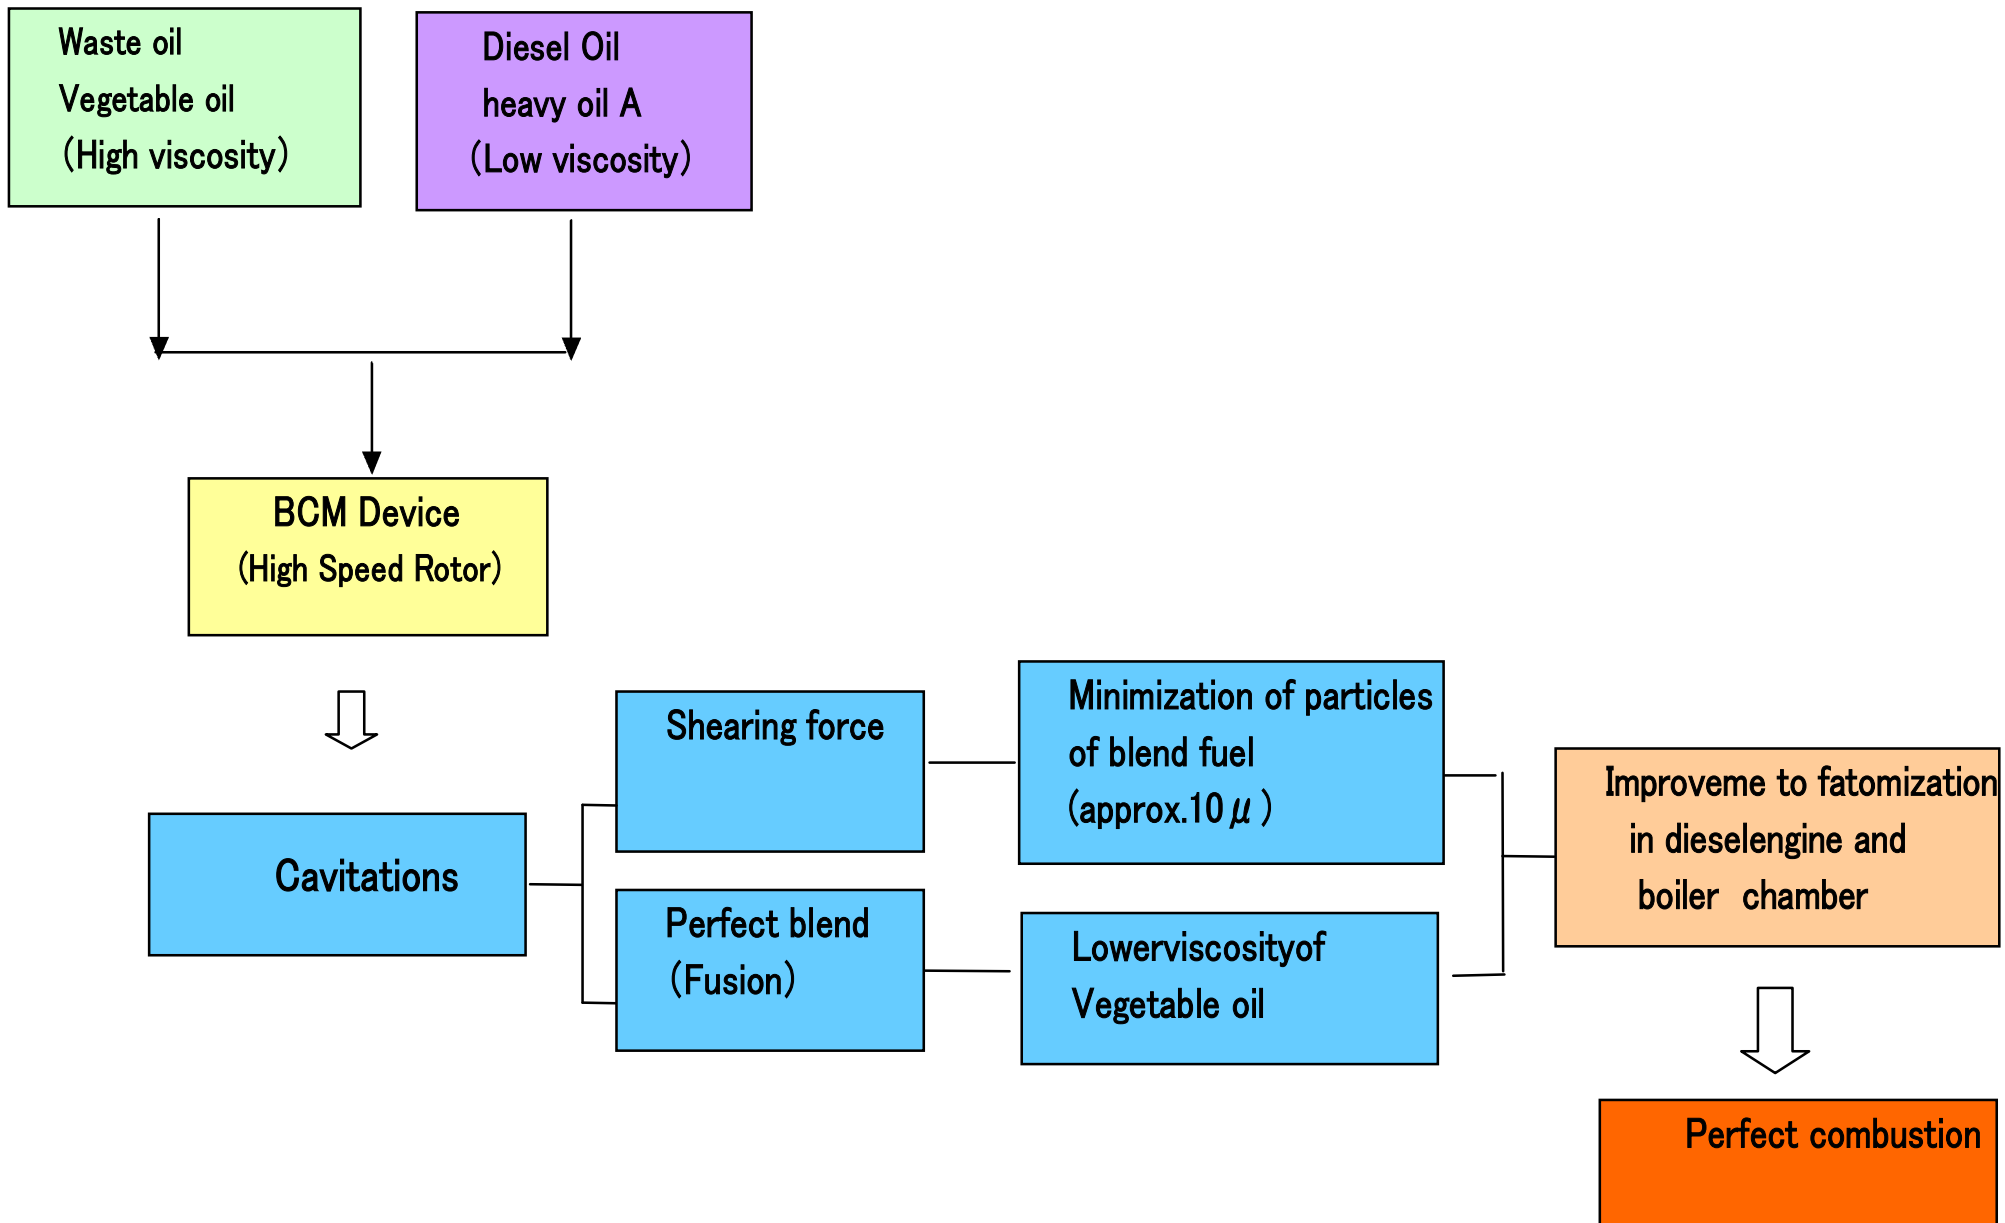 Waste oil
Vegetable oil
(High viscosity)
Diesel Oil
heavy oil A
(Low viscosity)
BCM Device
(High Speed Rotor)
Cavitations
Shearing force
Perfect blend
(Fusion)
Minimization of particles
of blend fuel
(approx.10μ)
Lowerviscosityof
Vegetable oil
Improveme to fatomization
in dieselengine and
boiler chamber
Perfect combustion